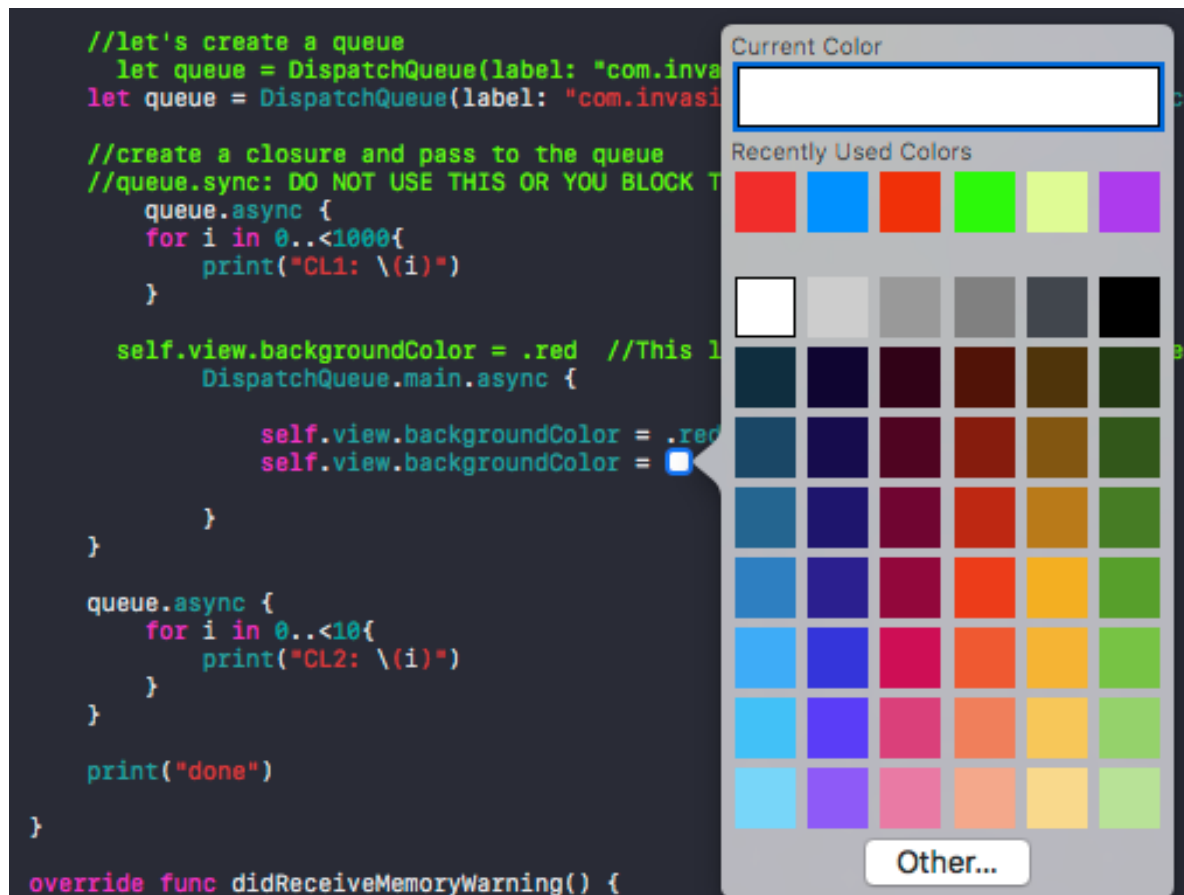 //let's create a queue
let queue = DispatchQueue(label: "com.inva
let queue = DispatchQueue(label: "com.invasi
//create a closure and pass to the queue
//queue.sync: DO NOT USE THIS OR YOU BLOCK T
queue.async {
for i in 0..<1000{
print("CL1: \(i)")
}
self.view.backgroundColor = .red //This l
DispatchQueue.main.async {
self.view.backgroundColor = .red
self.view.backgroundColor =
}
}
queue.async {
for i in 0..<10{
print("CL2: \(i)")
}
}
print("done")
}
override func didReceiveMemoryWarning() {
Current Color
Recently Used Colors
Other...